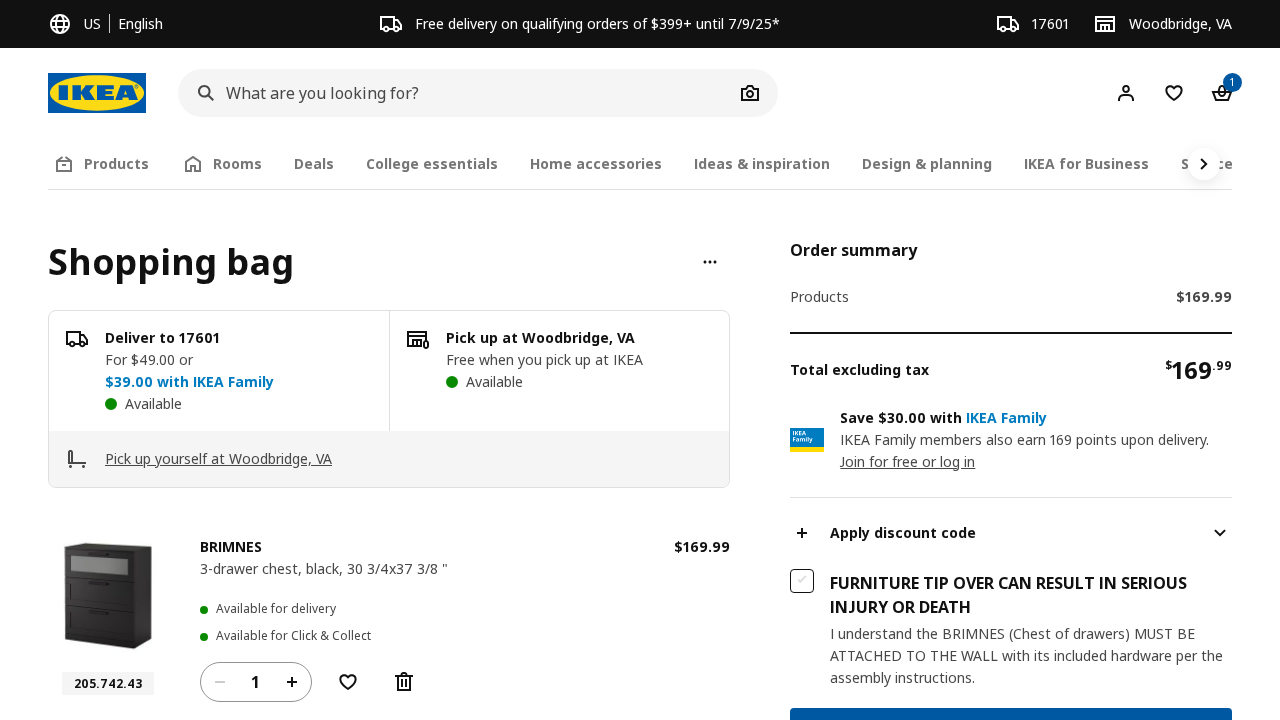 US English
Free delivery on qualifying orders of $399+ until 7/9/25*
17601
Woodbridge, VA
IKEA
What are you looking for?
1
Products
Rooms
Deals
College essentials
Home accessories
Ideas & inspiration
Design & planning
IKEA for Business
Shopping bag
Deliver to 17601
For $49.00 or
$39.00 with IKEA Family
Available
Pick up at Woodbridge, VA
Free when you pick up at IKEA
Available
Pick up yourself at Woodbridge, VA
BRIMNES
$169.99
3-drawer chest, black, 30 3/4x37 3/8 "
Available for delivery
Available for Click & Collect
205.742.43
1
Order summary
Products $169.99
Total excluding tax $169.99
IKEA
Family
Save $30.00 with IKEA Family
IKEA Family members also earn 169 points upon delivery.
Join for free or log in
Apply discount code
FURNITURE TIP OVER CAN RESULT IN SERIOUS
INJURY OR DEATH
I understand the BRIMNES (Chest of drawers) MUST BE
ATTACHED TO THE WALL with its included hardware per the
assembly instructions.